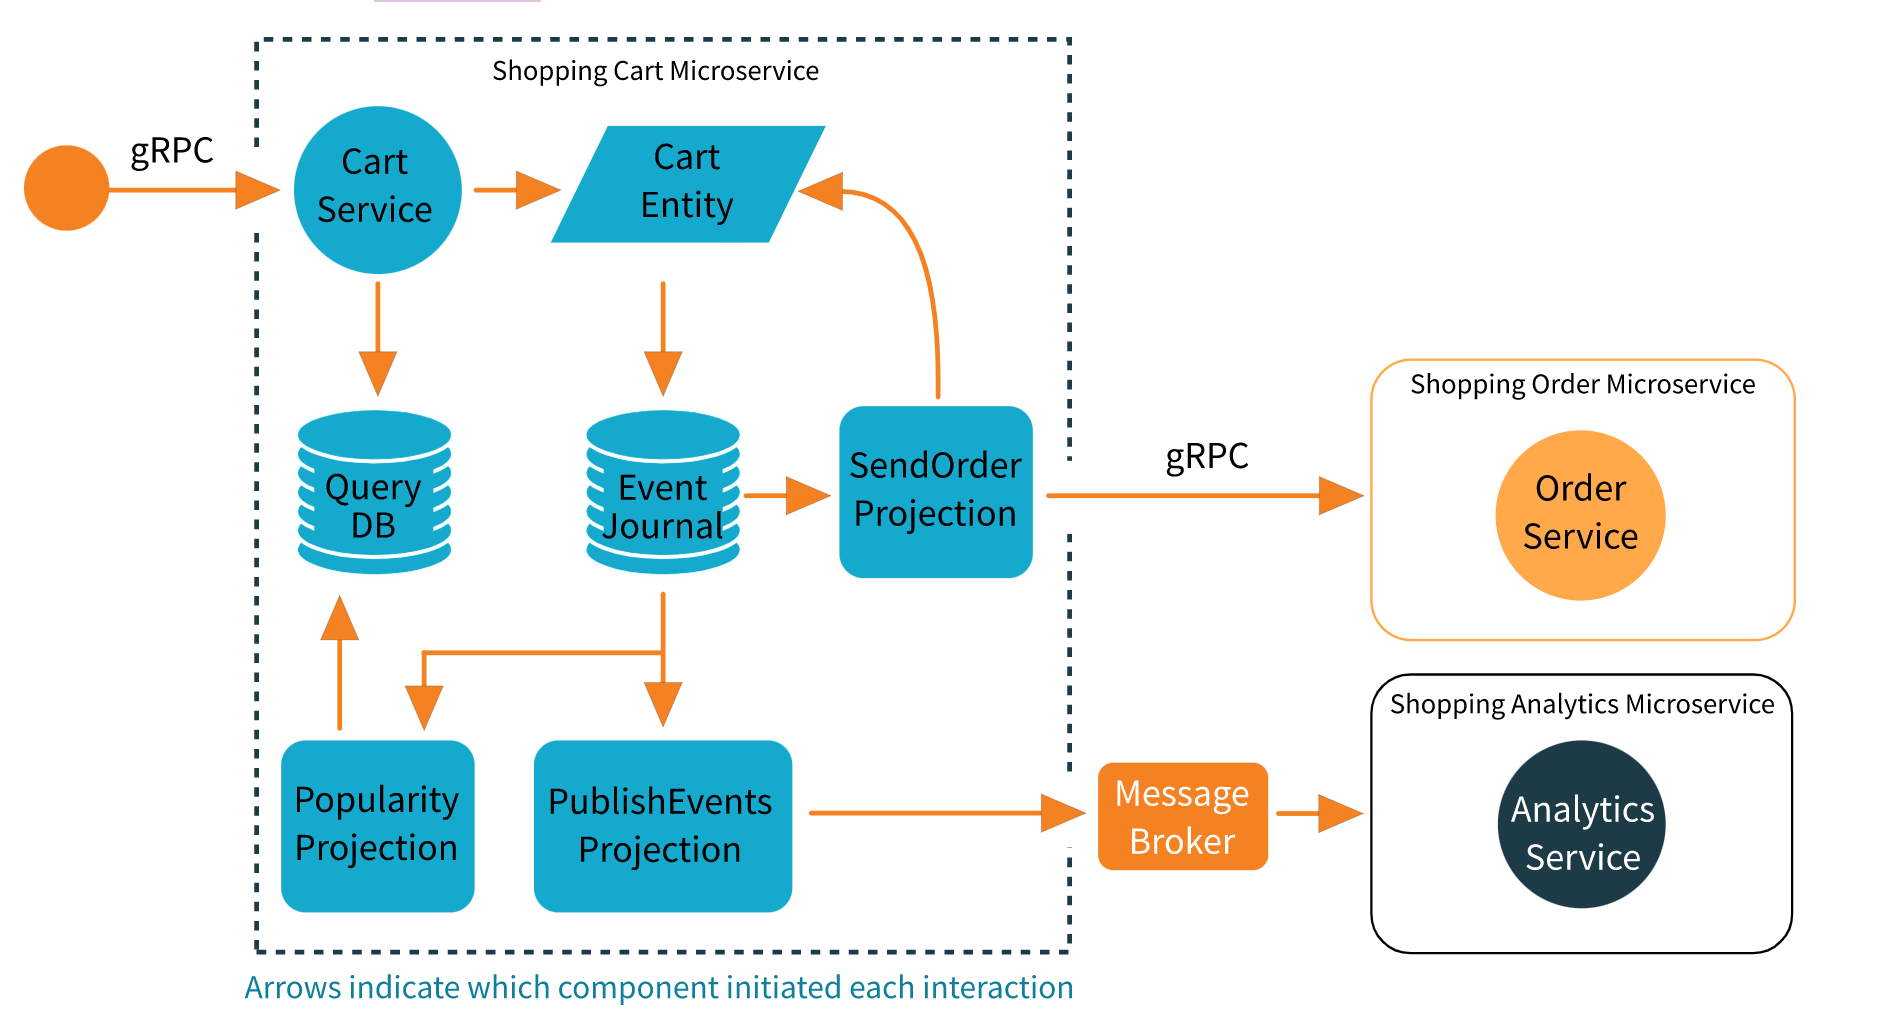 Shopping Cart Microservice
gRPC
Cart
Service
Cart
Entity
Query
DB
Event
Journal
SendOrder
Projection
gRPC
Shopping Order Microservice
Order
Service
Popularity
Projection
PublishEvents
Projection
Message
Broker
Shopping Analytics Microservice
Analytics
Service
Arrows indicate which component initiated each interaction